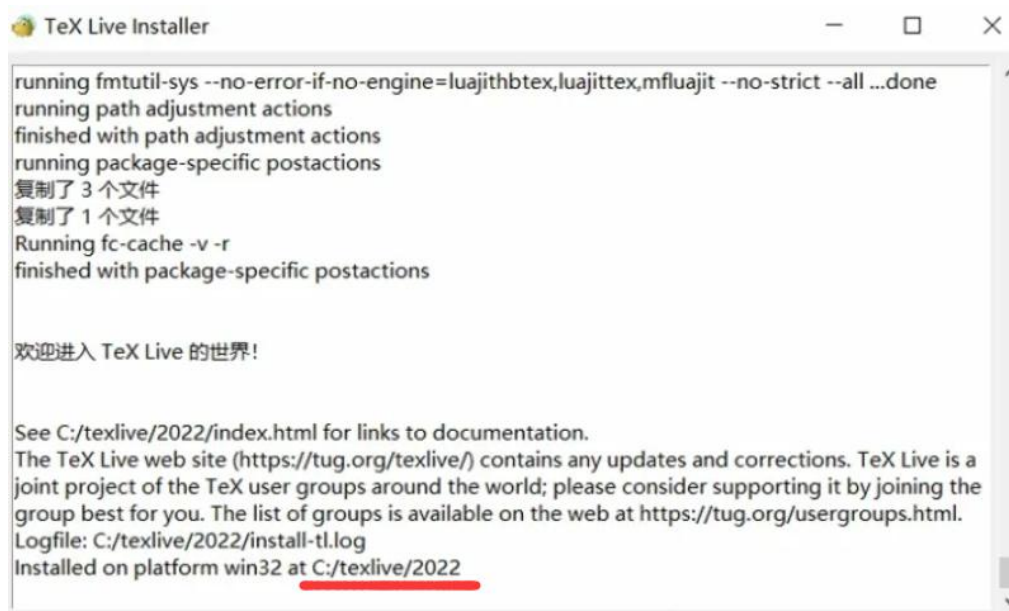 TeX Live Installer
running fmtutil-sys --no-error-if-no-engine=luajithbtex,luajittex,mfluajit --no-strict --all ...done
running path adjustment actions
finished with path adjustment actions
running package-specific postactions
复制了 3 个文件
复制了 1 个文件
Running fc-cache -v -r
finished with package-specific postactions
欢迎进入 TeX Live 的世界!
See C:/texlive/2022/index.html for links to documentation.
The TeX Live web site (https://tug.org/texlive/) contains any updates and corrections. TeX Live is a
joint project of the TeX user groups around the world; please consider supporting it by joining the
group best for you. The list of groups is available on the web at https://tug.org/usergroups.html.
Logfile: C:/texlive/2022/install-tl.log
Installed on platform win32 at C:/texlive/2022